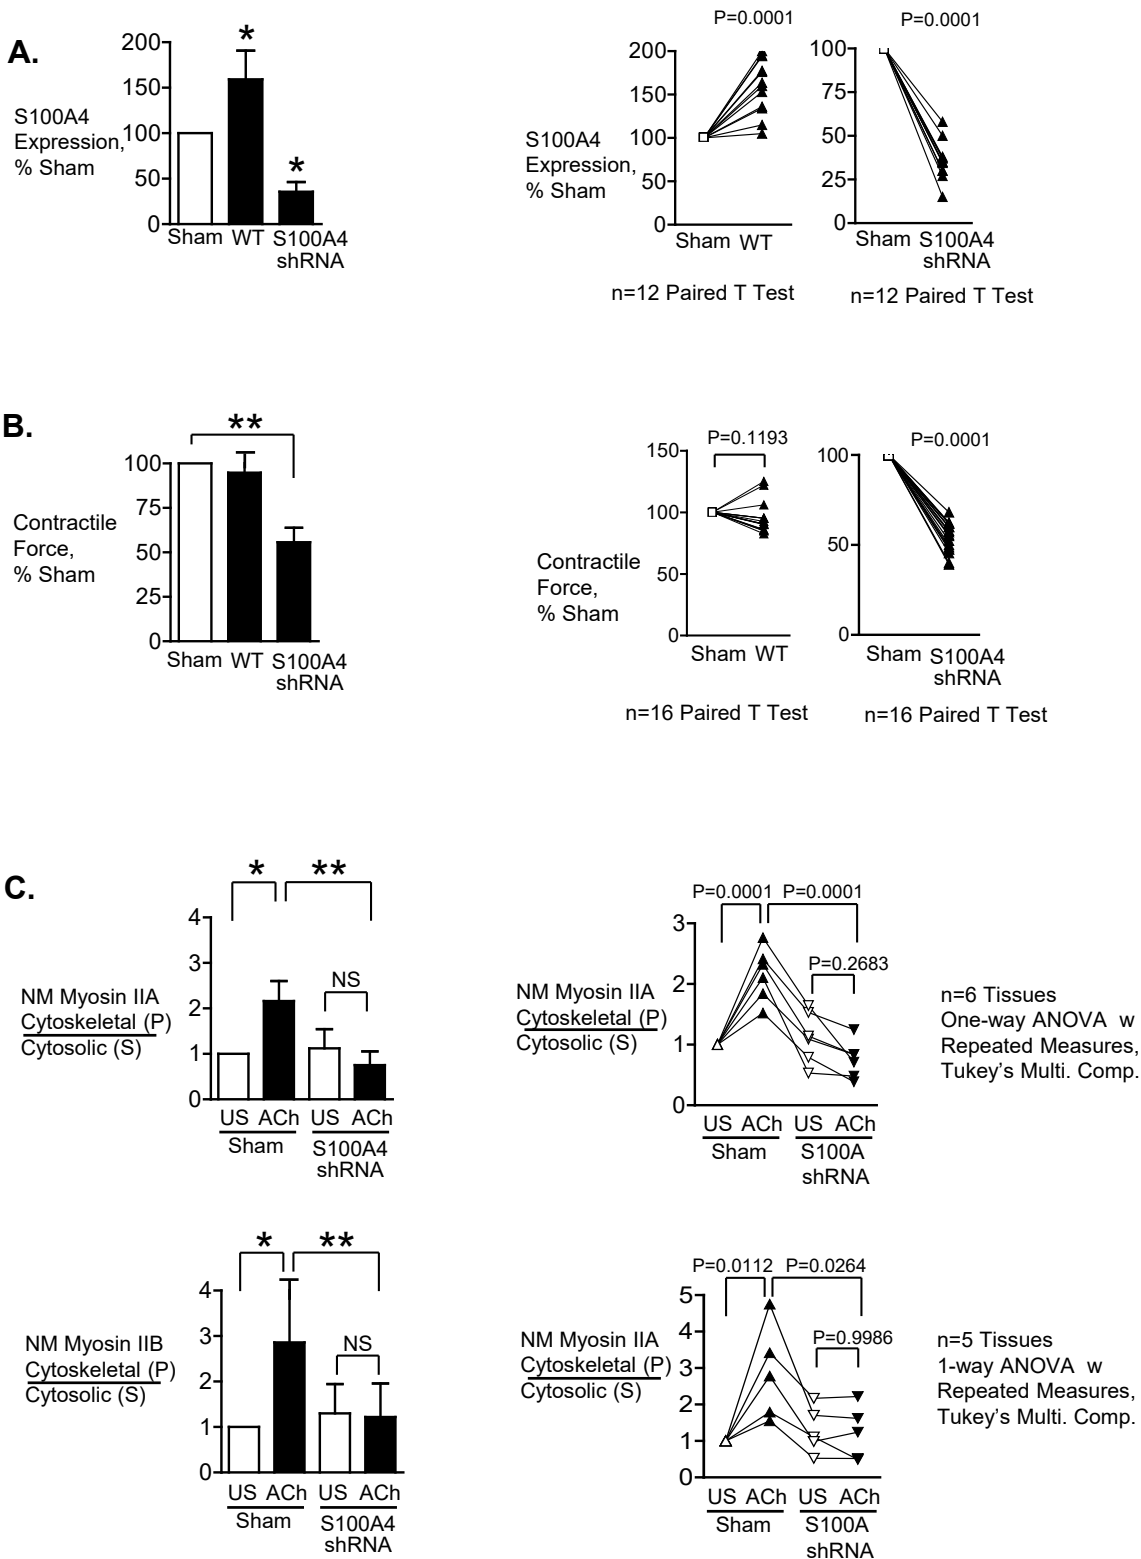 A.
S100A4
Expression,
% Sham
200
150
100
50
0
*
*
Sham WT S100A4
shRNA
P=0.0001
S100A4
Expression,
% Sham
200
150
100
50
0
Sham WT
n=12 Paired T Test
P=0.0001
100
75
50
25
0
Sham S100A4
shRNA
n=12 Paired T Test
B.
Contractile
Force,
% Sham
100
75
50
25
0
**
Sham WT S100A4
shRNA
P=0.1193
Contractile
Force,
% Sham
150
100
50
0
Sham WT
n=16 Paired T Test
P=0.0001
100
50
0
Sham S100A4
shRNA
n=16 Paired T Test
C.
* **
NM Myosin IIA
Cytoskeletal (P)
Cytosolic (S)
4
3
2
1
0
NS
US ACh US ACh
Sham S100A4
shRNA
P=0.0001 P=0.0001
P=0.2683
NM Myosin IIA
Cytoskeletal (P)
Cytosolic (S)
3
2
1
0
US ACh US ACh
Sham S100A
shRNA
n=6 Tissues
One-way ANOVA w
Repeated Measures,
Tukey's Multi. Comp.
* **
NM Myosin IIB
Cytoskeletal (P)
Cytosolic (S)
4
3
2
1
0
NS
US ACh US ACh
Sham S100A4
shRNA
P=0.0112 P=0.0264
P=0.9986
NM Myosin IIA
Cytoskeletal (P)
Cytosolic (S)
5
4
3
2
1
0
US ACh US ACh
Sham S100A
shRNA
n=5 Tissues
1-way ANOVA w
Repeated Measures,
Tukey's Multi. Comp.